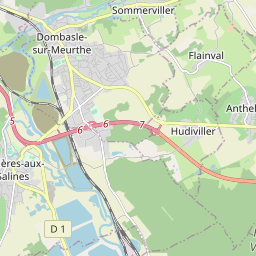 Sommerviller
Dombasle-
sur-Meurthe
Flainval
Anthel
5
6
6
7
Hudiviller
ères-aux-
Salines
D 1